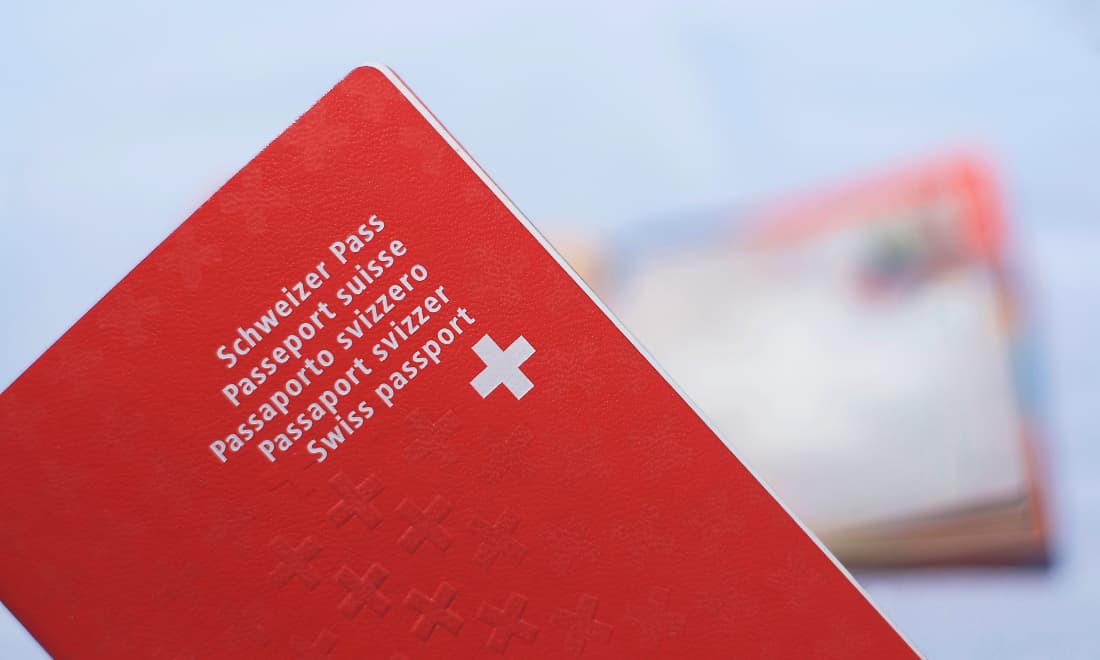 Schweizer Pass
Passeport suisse
Passaporto svizzero
Passaport svizzer
Swiss passport